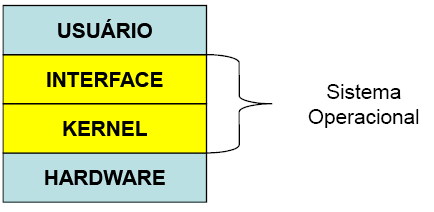 USUÁRIO
INTERFACE
KERNEL
HARDWARE
Sistema
Operacional